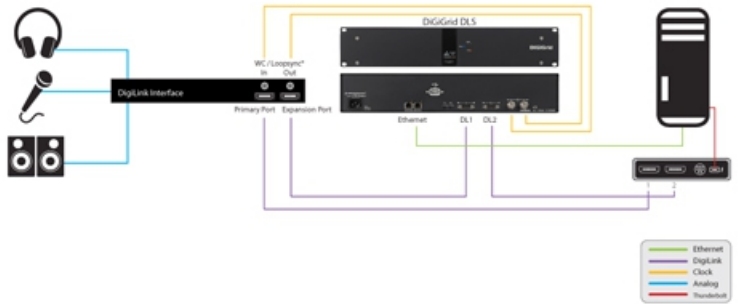 DiGiGrid DLS
WC / Loopsync*
In Out
DigiLink Interface
DiGiGrid
Primary Port Expansion Port
Ethernet DL1 DL2
1 2
Ethernet
DigiLink
Clock
Analog
Thunderbolt